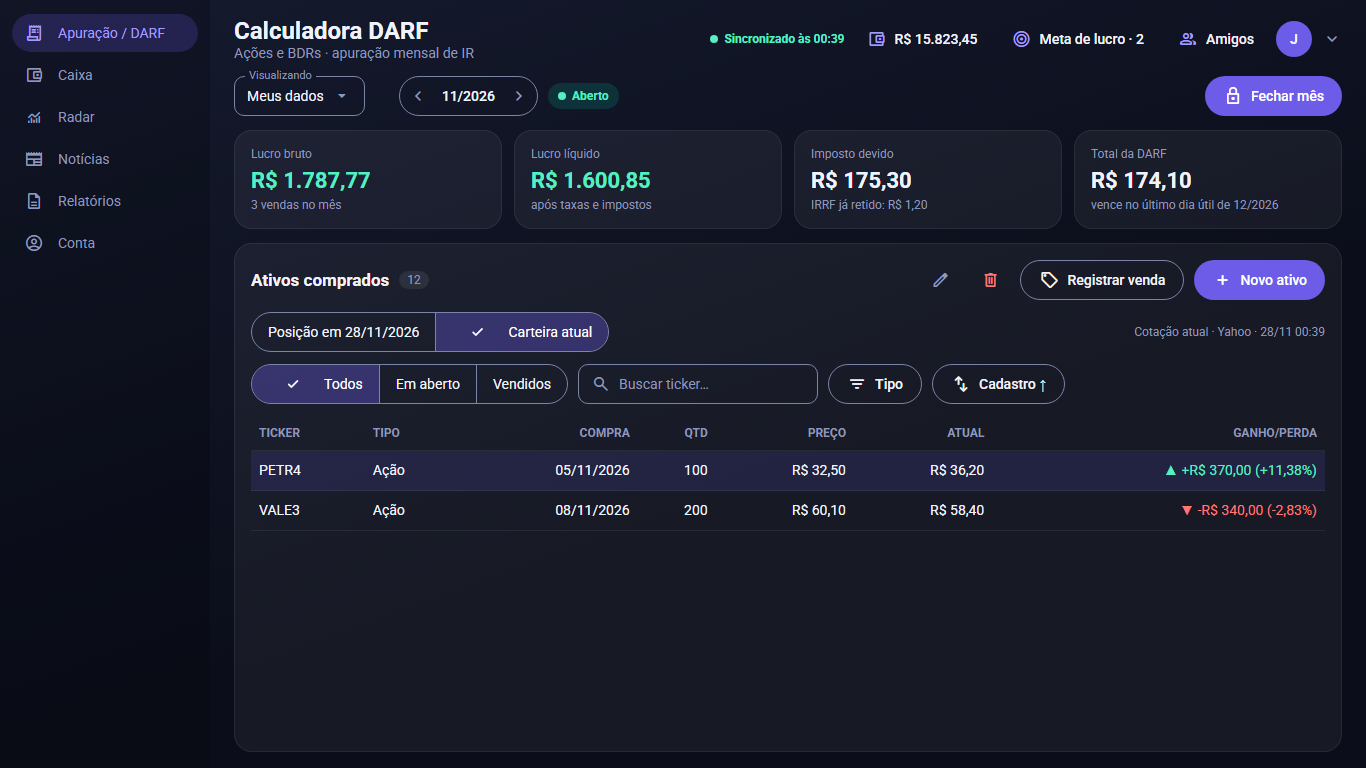 Apuração / DARF
Caixa
Radar
Notícias
Relatórios
Conta
Calculadora DARF
Ações e BDRs · apuração mensal de IR
Sincronizado às 00:39
R$ 15.823,45
Meta de lucro · 2
Amigos
J
Visualizando
Meus dados
11/2026
Aberto
Fechar mês
Lucro bruto
R$ 1.787,77
3 vendas no mês
Lucro líquido
R$ 1.600,85
após taxas e impostos
Imposto devido
R$ 175,30
IRRF já retido: R$ 1,20
Total da DARF
R$ 174,10
vence no último dia útil de 12/2026
Ativos comprados 12
Registrar venda
+ Novo ativo
Posição em 28/11/2026
Carteira atual
Cotação atual · Yahoo · 28/11 00:39
Todos
Em aberto
Vendidos
Buscar ticker...
Tipo
Cadastro ↑
TICKER TIPO COMPRA QTD PREÇO ATUAL GANHO/PERDA
PETR4 Ação 05/11/2026 100 R$ 32,50 R$ 36,20 ▲ +R$ 370,00 (+11,38%)
VALE3 Ação 08/11/2026 200 R$ 60,10 R$ 58,40 ▼ -R$ 340,00 (-2,83%)